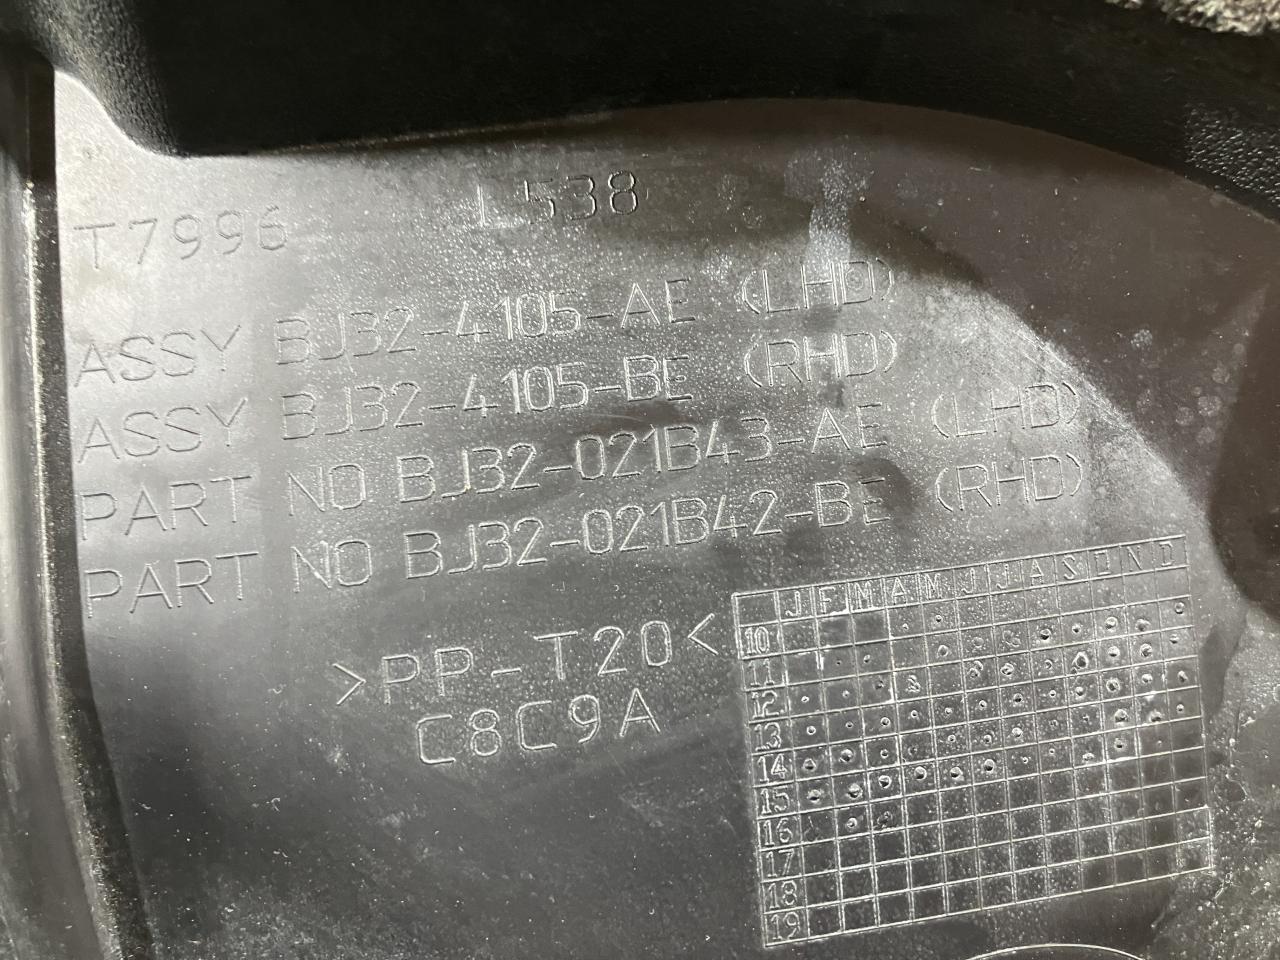 L538
T7996
ASSY BJ32-4105-AE (LHD)
ASSY BJ32-4105-BE (RHD)
PART NO BJ32-021B43-AE (LHD)
PART NO BJ32-021B42-BE (RHD)
>PP-T20<
C8C9A
J F M A M J J A S O N D
10
11
12
13
14
15
16
17
18
19